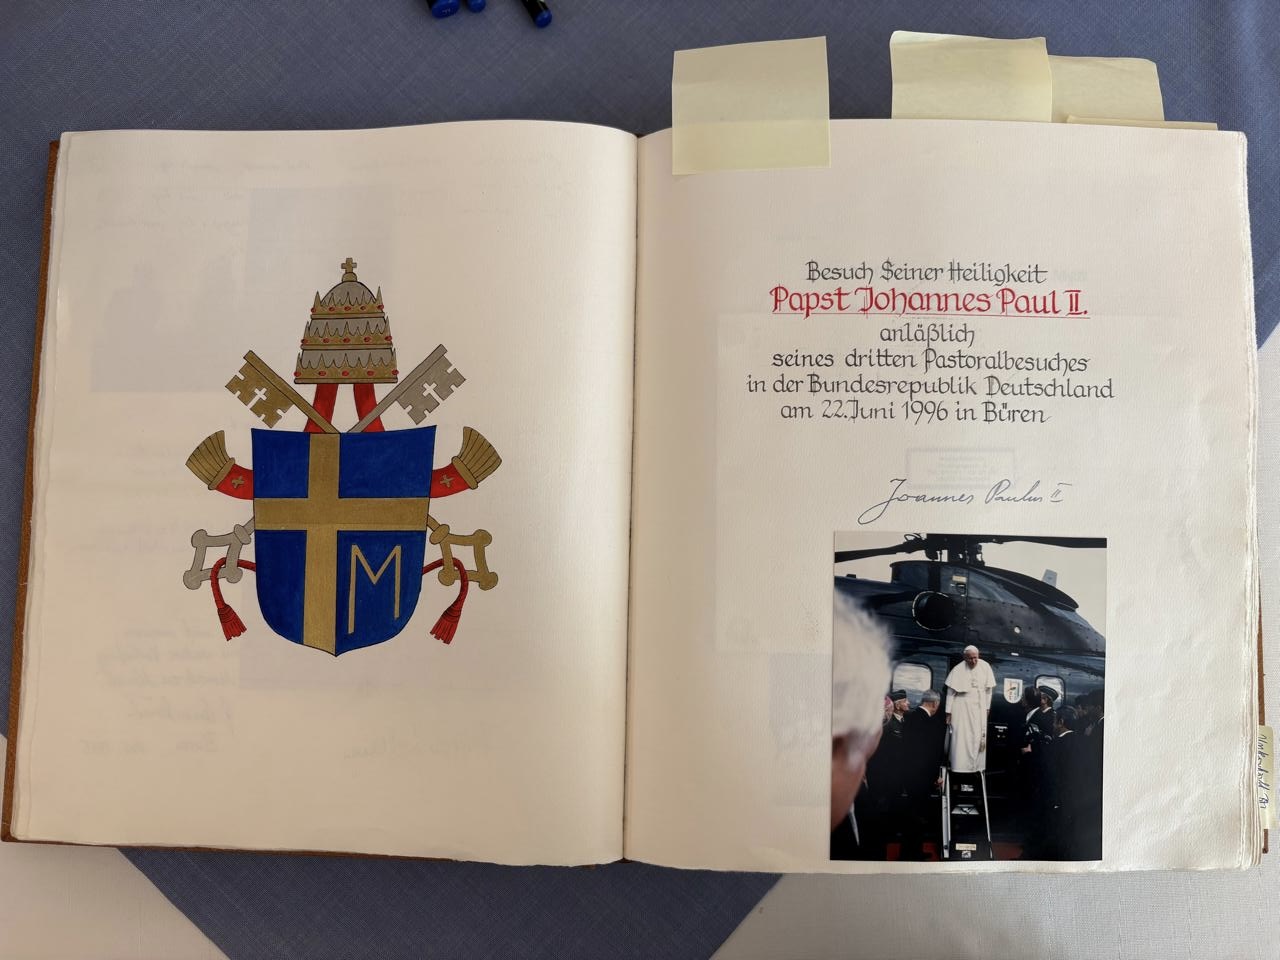 M
Besuch Seiner Heiligkeit
Papst Johannes Paul II.
anläßlich
seines dritten Pastoralbesuches
in der Bundesrepublik Deutschland
am 22. Juni 1996 in Büren
Joannes Paulus II